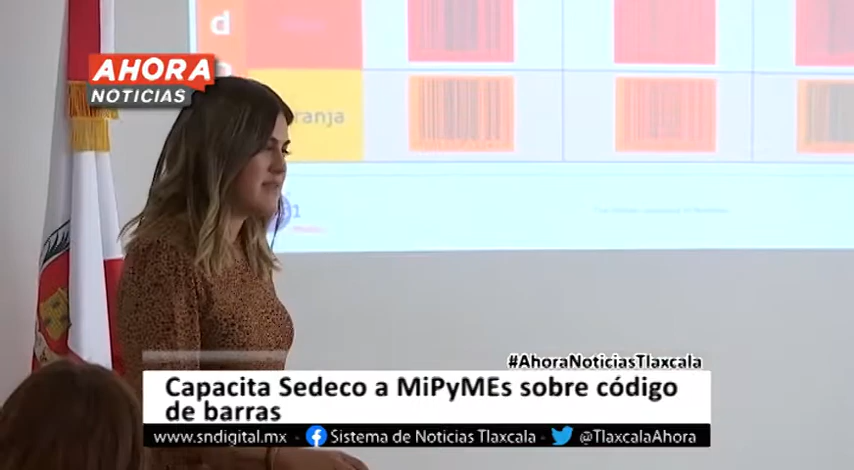 d
ranja
AHORA
NOTICIAS
#AhoraNoticiasTlaxcala
Capacita Sedeco a MiPyMEs sobre código
de barras
www.sndigital.mx - Sistema de Noticias Tlaxcala - @TlaxcalaAhora